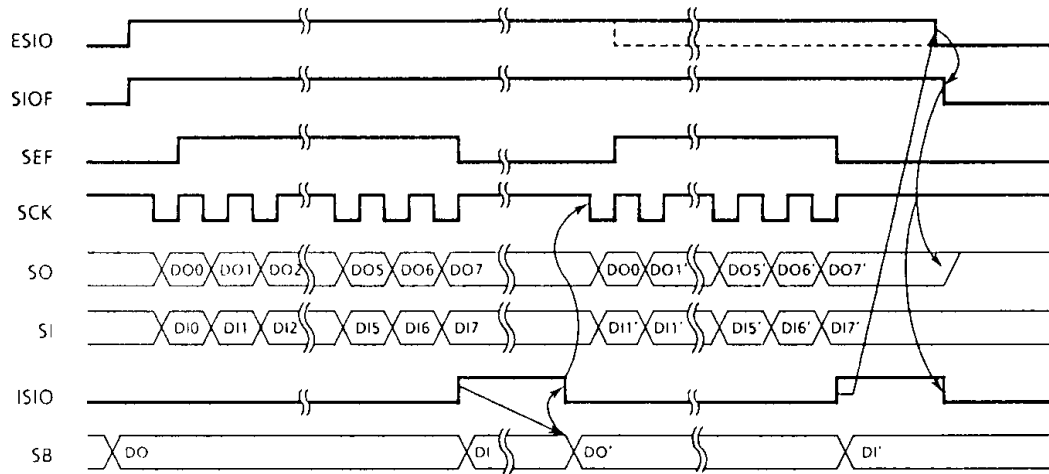 ESIO
SIOF
SEF
SCK
SO DO0 DO1 DO2 DO5 DO6 DO7 DO0 DO1' DO5' DO6' DO7'
SI DI0 DI1 DI2 DI5 DI6 DI7 DI1' DI1' DI5' DI6' DI7'
ISIO
SB DO DI DO' DI'